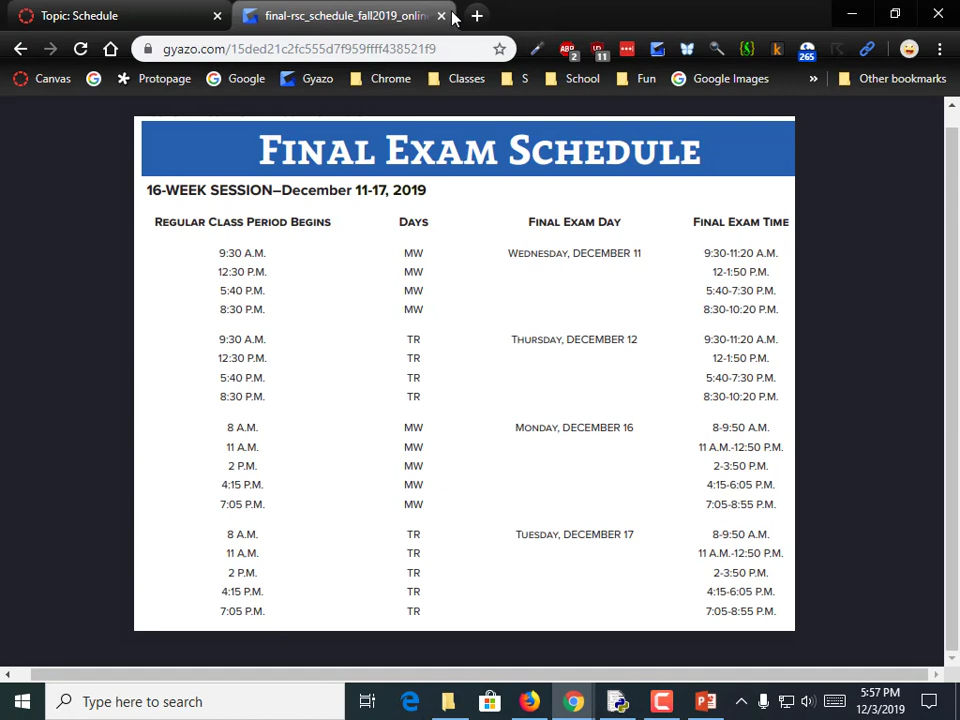 Topic: Schedule
final-rsc_schedule_fall2019_onlin
gyazo.com/15ded21c2fc555d7f959ffff438521f9
2
11
265
Canvas
Protopage
Google
Gyazo
Chrome
Classes
S
School
Fun
Google Images
»
Other bookmarks
FINAL EXAM SCHEDULE
16-WEEK SESSION–December 11-17, 2019
REGULAR CLASS PERIOD BEGINS DAYS FINAL EXAM DAY FINAL EXAM TIME
9:30 A.M. MW WEDNESDAY, DECEMBER 11 9:30-11:20 A.M.
12:30 P.M. MW 12-1:50 P.M.
5:40 P.M. MW 5:40-7:30 P.M.
8:30 P.M. MW 8:30-10:20 P.M.
9:30 A.M. TR THURSDAY, DECEMBER 12 9:30-11:20 A.M.
12:30 P.M. TR 12-1:50 P.M.
5:40 P.M. TR 5:40-7:30 P.M.
8:30 P.M. TR 8:30-10:20 P.M.
8 A.M. MW MONDAY, DECEMBER 16 8-9:50 A.M.
11 A.M. MW 11 A.M.-12:50 P.M.
2 P.M. MW 2-3:50 P.M.
4:15 P.M. MW 4:15-6:05 P.M.
7:05 P.M. MW 7:05-8:55 P.M.
8 A.M. TR TUESDAY, DECEMBER 17 8-9:50 A.M.
11 A.M. TR 11 A.M.-12:50 P.M.
2 P.M. TR 2-3:50 P.M.
4:15 P.M. TR 4:15-6:05 P.M.
7:05 P.M. TR 7:05-8:55 P.M.
Type here to search
5:57 PM
12/3/2019